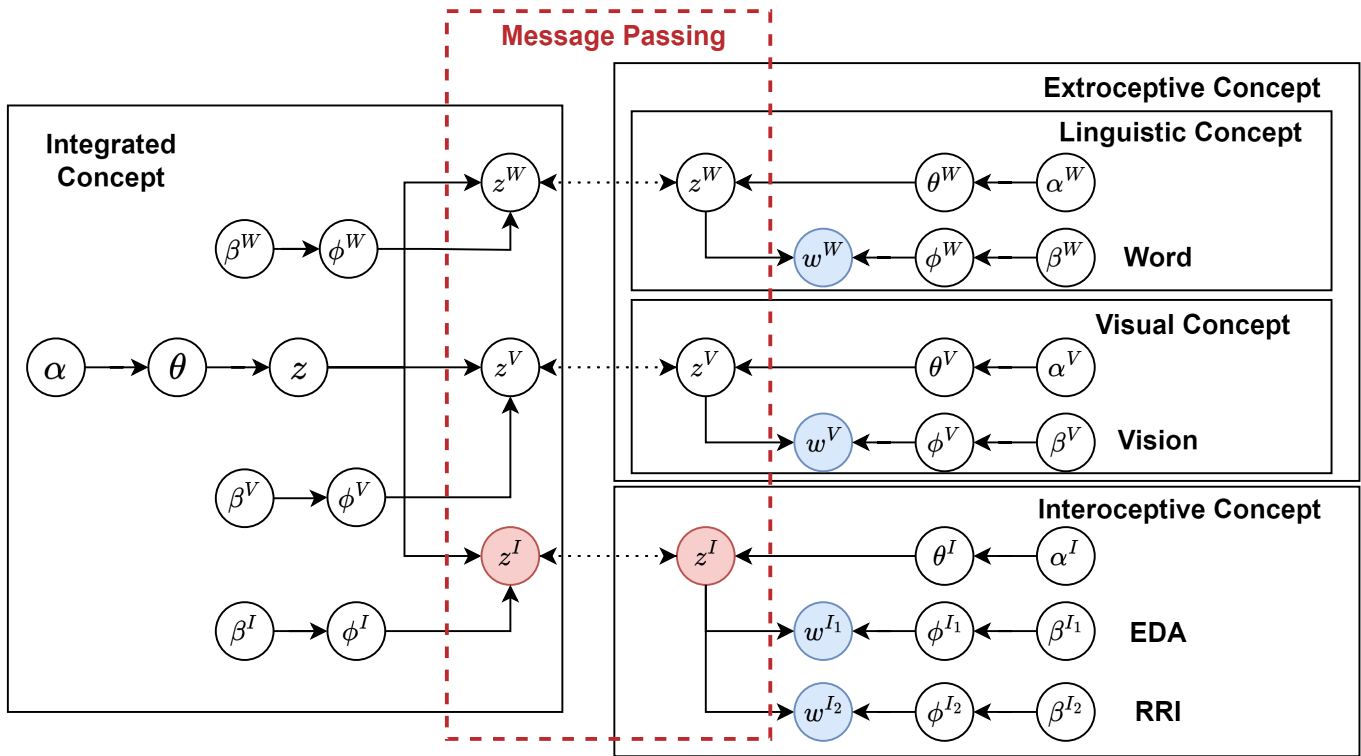 Message Passing
Extroceptive Concept
Integrated
Concept
Linguistic Concept
z^W
z^W
θ^W
α^W
β^W
ϕ^W
w^W
ϕ^W
β^W
Word
Visual Concept
α
θ
z
z^V
z^V
θ^V
α^V
w^V
ϕ^V
β^V
Vision
β^V
ϕ^V
Interoceptive Concept
z^I
z^I
θ^I
α^I
β^I
ϕ^I
w^{I_1}
ϕ^{I_1}
β^{I_1}
EDA
w^{I_2}
ϕ^{I_2}
β^{I_2}
RRI